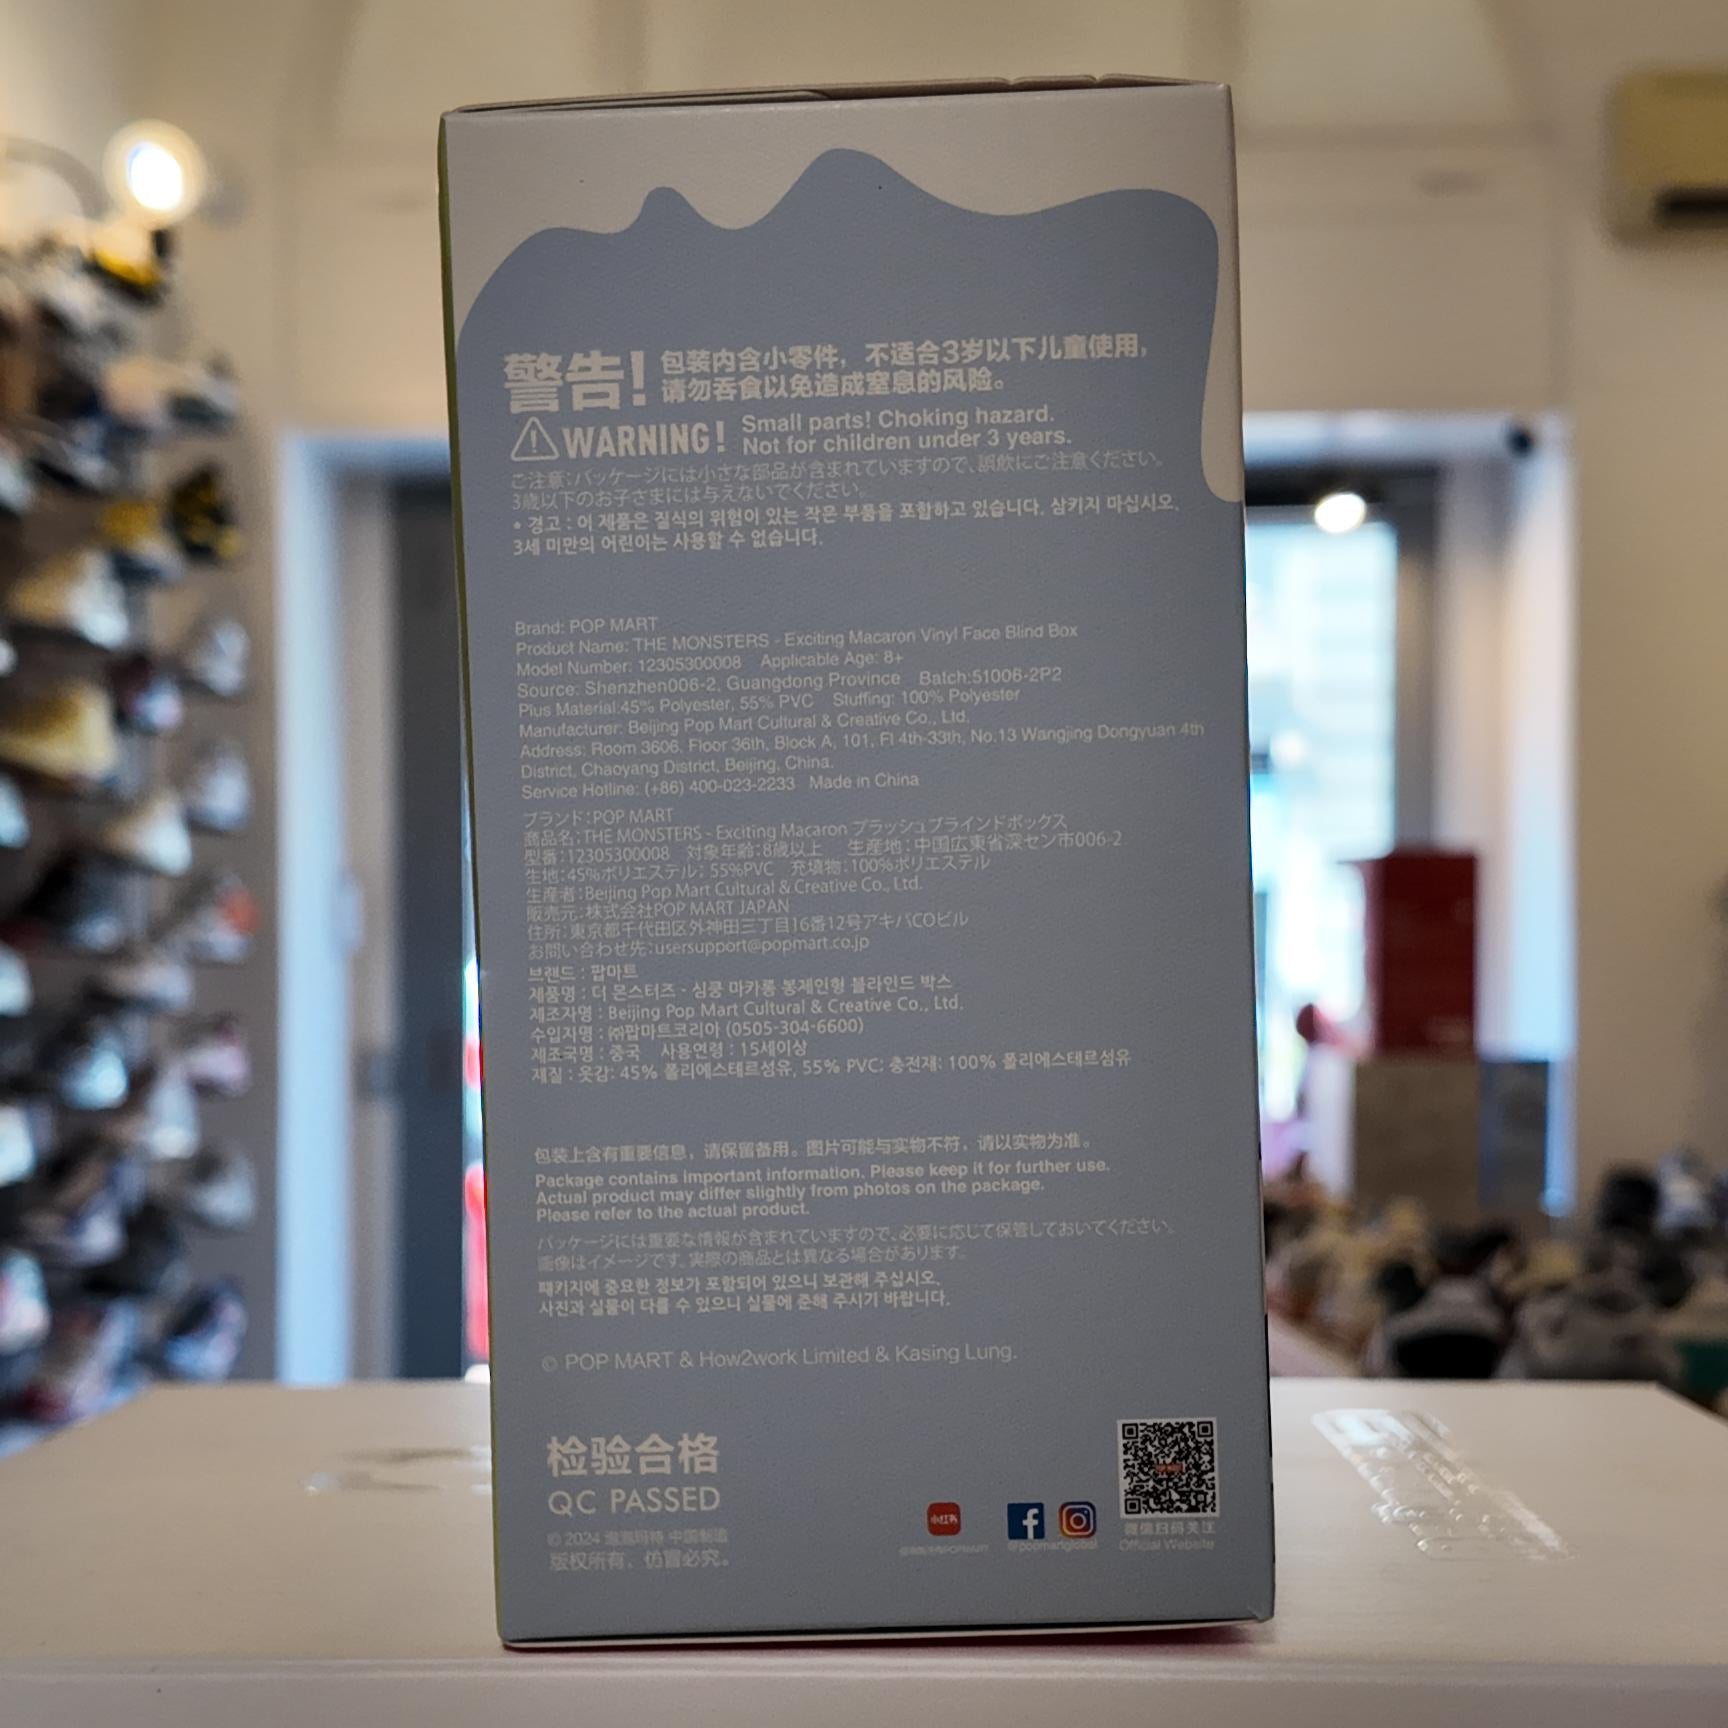 警告！ 包装内含小零件，不适合3岁以下儿童使用，
请勿吞食以免造成窒息的风险。
WARNING! Small parts! Choking hazard.
Not for children under 3 years.
ご注意：パッケージには小さな部品が含まれていますので、誤飲にご注意ください。
3歳以下のお子さまには与えないでください。
• 경고 : 이 제품은 질식의 위험이 있는 작은 부품을 포함하고 있습니다. 삼키지 마십시오.
3세 미만의 어린이는 사용할 수 없습니다.
Brand: POP MART
Product Name: THE MONSTERS - Exciting Macaron Vinyl Face Blind Box
Model Number: 12305300008 Applicable Age: 8+
Source: Shenzhen006-2, Guangdong Province Batch:51006-2P2
Plus Material:45% Polyester, 55% PVC Stuffing: 100% Polyester
Manufacturer: Beijing Pop Mart Cultural & Creative Co., Ltd.
Address: Room 3606, Floor 36th, Block A, 101, Fl 4th-33th, No.13 Wangjing Dongyuan 4th
District, Chaoyang District, Beijing, China.
Service Hotline: (+86) 400-023-2233 Made in China
ブランド：POP MART
商品名：THE MONSTERS - Exciting Macaron プラッシュブラインドボックス
型番：12305300008 対象年齢：8歳以上 生産地：中国広東省深セン市006-2
生地：45%ポリエステル；55%PVC 充填物：100%ポリエステル
生産者：Beijing Pop Mart Cultural & Creative Co., Ltd.
販売元：株式会社POP MART JAPAN
住所：東京都千代田区外神田三丁目16番12号アキバCOビル
お問い合わせ先：usersupport@popmart.co.jp
브랜드 : 팝마트
제품명 : 더 몬스터즈 - 심쿵 마카롱 봉제인형 블라인드 박스
제조자명 : Beijing Pop Mart Cultural & Creative Co., Ltd.
수입자명 : ㈜팝마트코리아 (0505-304-6600)
제조국명 : 중국 사용연령 : 15세이상
재질 : 옷감: 45% 폴리에스테르섬유, 55% PVC: 충전재: 100% 폴리에스테르섬유
包装上含有重要信息，请保留备用。图片可能与实物不符，请以实物为准。
Package contains important information. Please keep it for further use.
Actual product may differ slightly from photos on the package.
Please refer to the actual product.
パッケージには重要な情報が含まれていますので、必要に応じて保管しておいてください。
画像はイメージです。実際の商品とは異なる場合があります。
패키지에 중요한 정보가 포함되어 있으니 보관해 주십시오.
사진과 실물이 다를 수 있으니 실물에 준해 주시기 바랍니다.
© POP MART & How2work Limited & Kasing Lung.
检验合格
QC PASSED
© 2024 泡泡玛特 中国制造
版权所有，仿冒必究。
小红书
@popmartglobal
微信扫码关注
Official Website